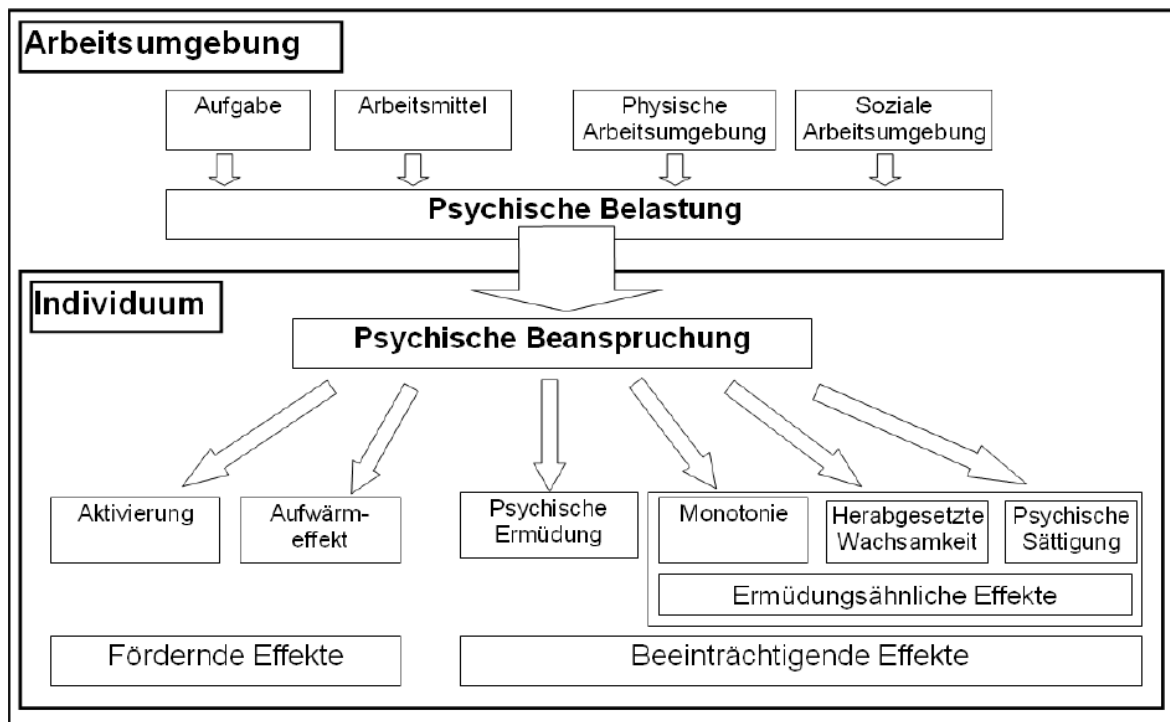 Arbeitsumgebung
Aufgabe
Arbeitsmittel
Physische
Arbeitsumgebung
Soziale
Arbeitsumgebung
Psychische Belastung
Individuum
Psychische Beanspruchung
Aktivierung
Aufwärm-
effekt
Psychische
Ermüdung
Monotonie
Herabgesetzte
Wachsamkeit
Psychische
Sättigung
Ermüdungsähnliche Effekte
Fördernde Effekte
Beeinträchtigende Effekte